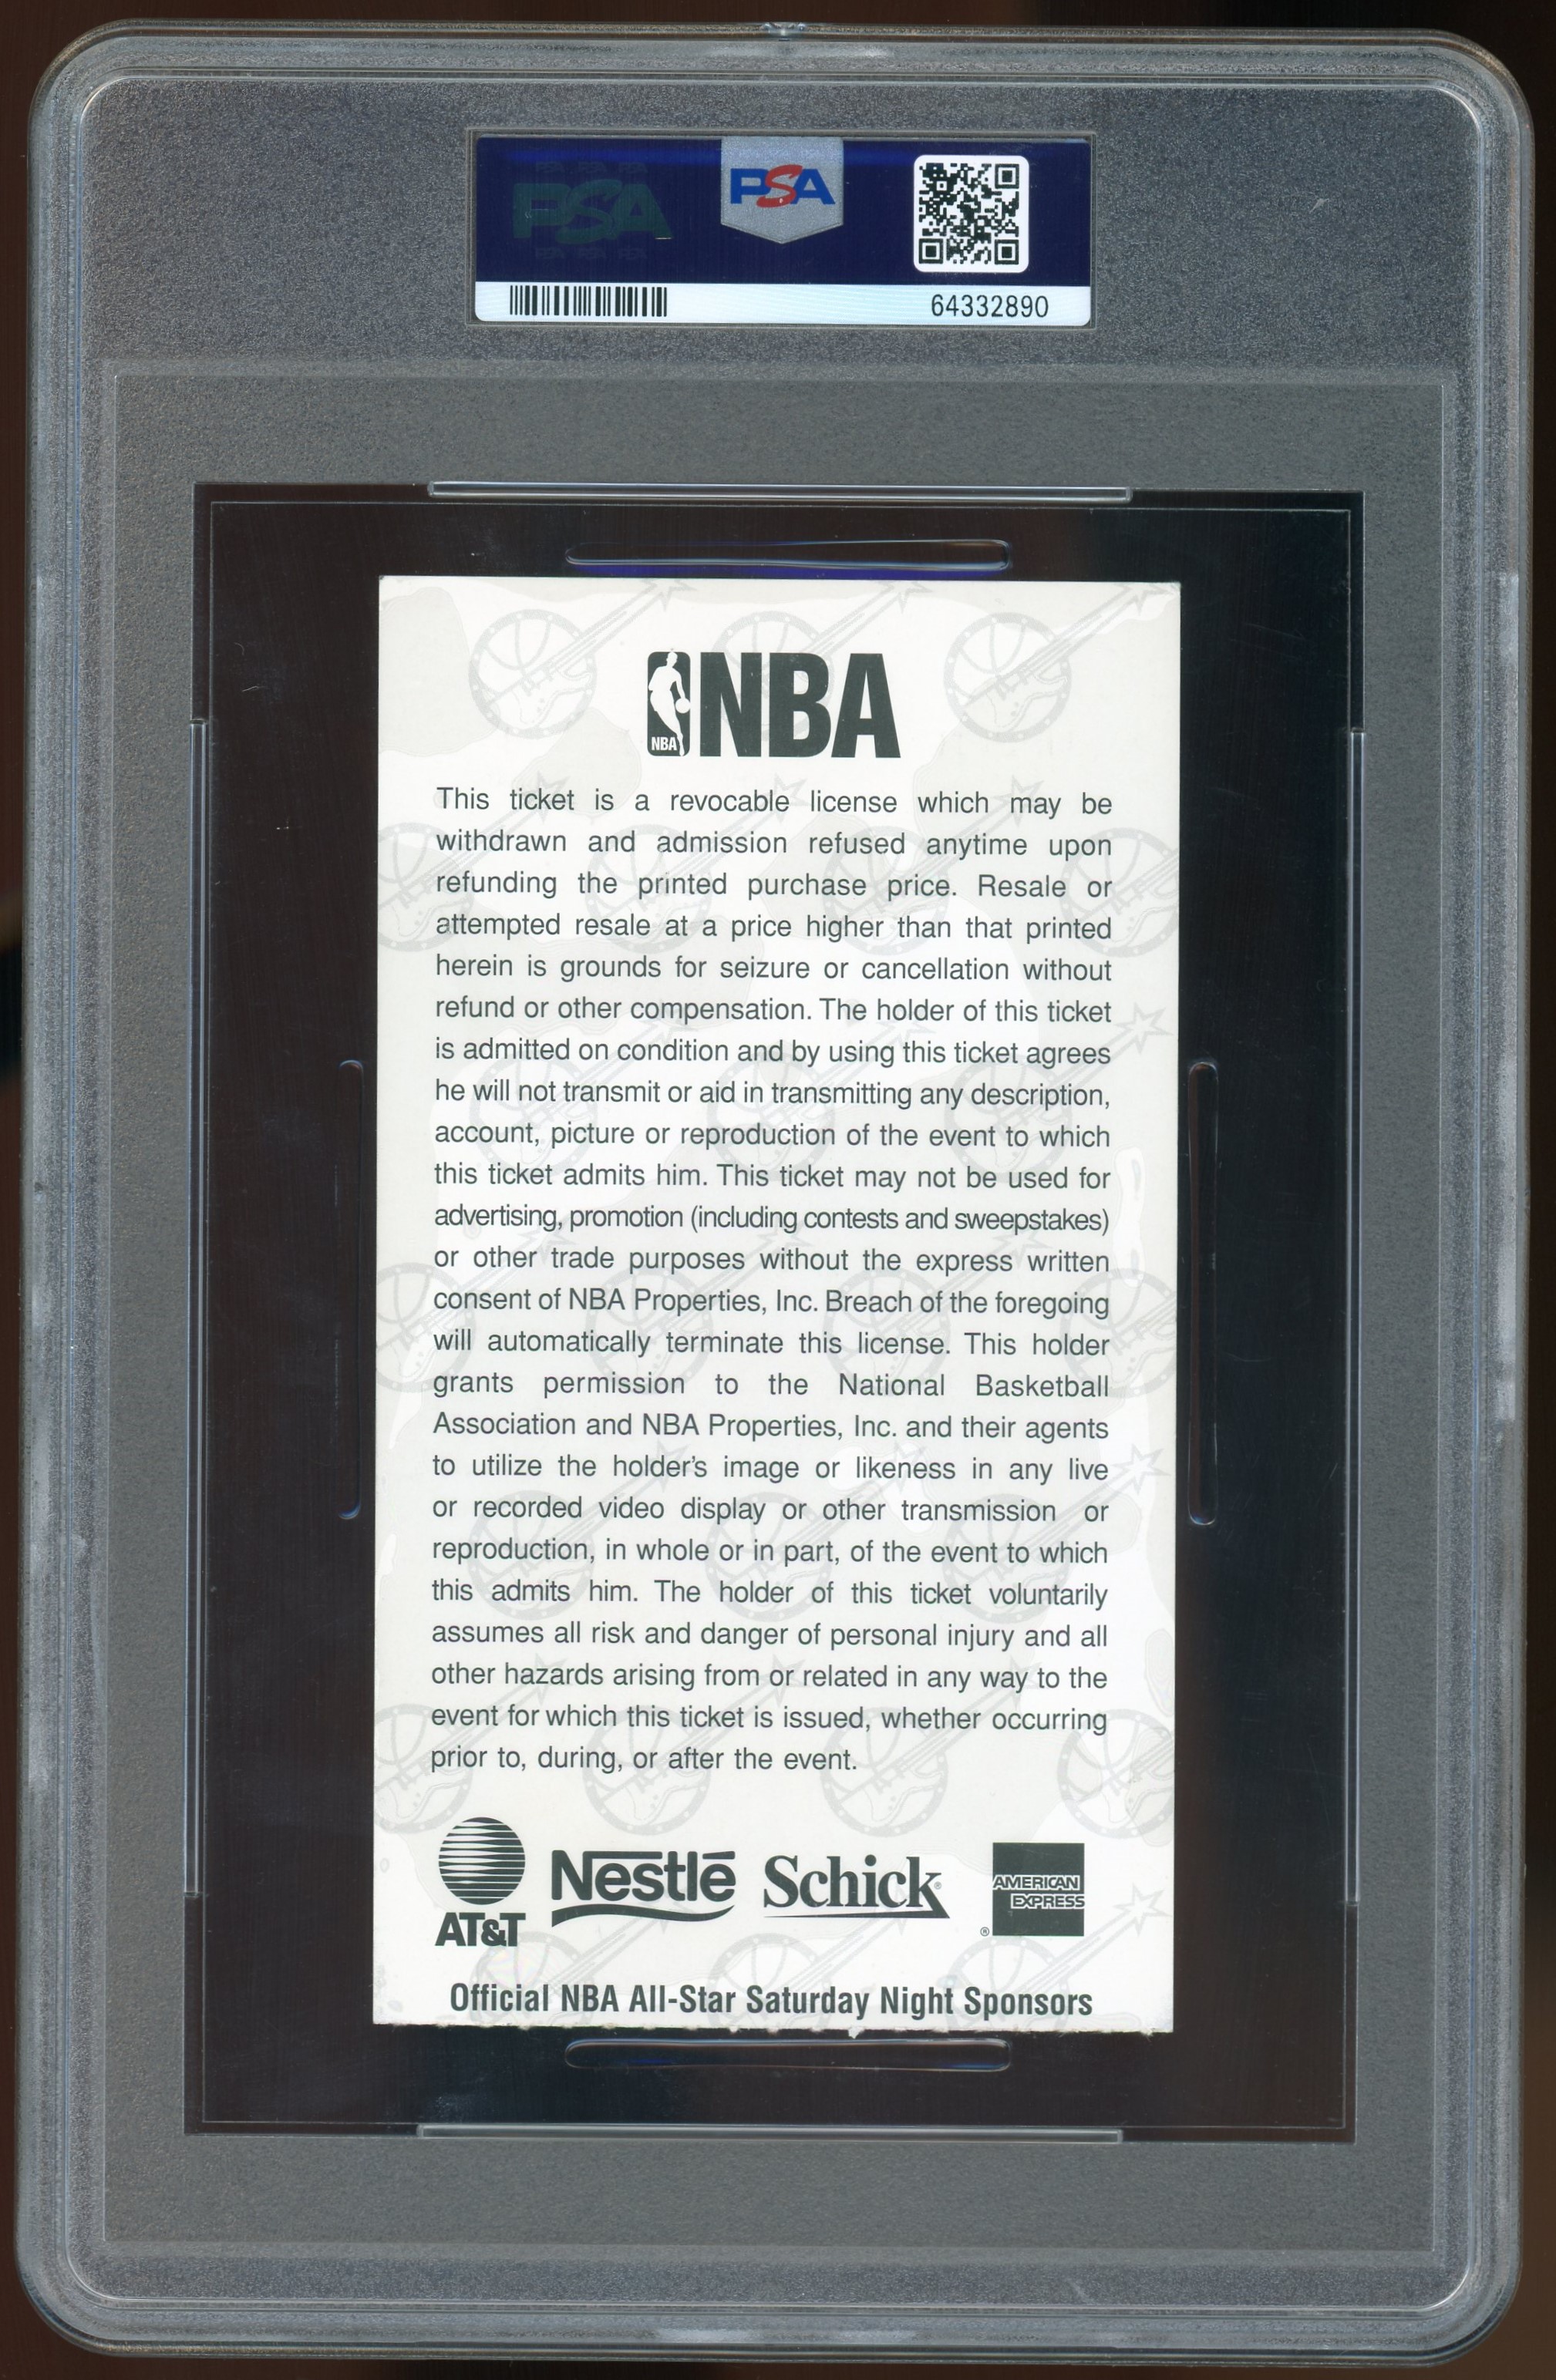 PSA
PSA
64332890
NBA NBA
This ticket is a revocable license which may be
withdrawn and admission refused anytime upon
refunding the printed purchase price. Resale or
attempted resale at a price higher than that printed
herein is grounds for seizure or cancellation without
refund or other compensation. The holder of this ticket
is admitted on condition and by using this ticket agrees
he will not transmit or aid in transmitting any description,
account, picture or reproduction of the event to which
this ticket admits him. This ticket may not be used for
advertising, promotion (including contests and sweepstakes)
or other trade purposes without the express written
consent of NBA Properties, Inc. Breach of the foregoing
will automatically terminate this license. This holder
grants permission to the National Basketball
Association and NBA Properties, Inc. and their agents
to utilize the holder's image or likeness in any live
or recorded video display or other transmission or
reproduction, in whole or in part, of the event to which
this admits him. The holder of this ticket voluntarily
assumes all risk and danger of personal injury and all
other hazards arising from or related in any way to the
event for which this ticket is issued, whether occurring
prior to, during, or after the event.
AT&T Nestlé Schick® AMERICAN
EXPRESS®
Official NBA All-Star Saturday Night Sponsors